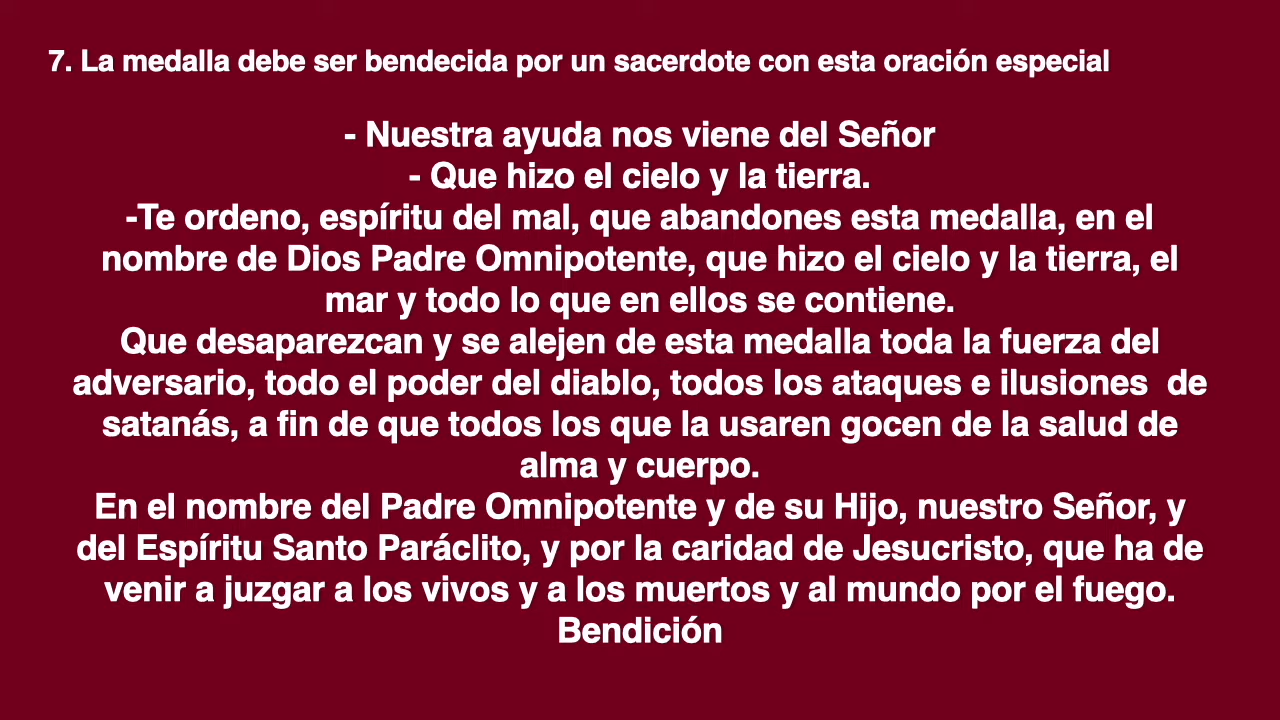 7. La medalla debe ser bendecida por un sacerdote con esta oración especial
- Nuestra ayuda nos viene del Señor
- Que hizo el cielo y la tierra.
-Te ordeno, espíritu del mal, que abandones esta medalla, en el
nombre de Dios Padre Omnipotente, que hizo el cielo y la tierra, el
mar y todo lo que en ellos se contiene.
Que desaparezcan y se alejen de esta medalla toda la fuerza del
adversario, todo el poder del diablo, todos los ataques e ilusiones  de
satanás, a fin de que todos los que la usaren gocen de la salud de
alma y cuerpo.
En el nombre del Padre Omnipotente y de su Hijo, nuestro Señor, y
del Espíritu Santo Paráclito, y por la caridad de Jesucristo, que ha de
venir a juzgar a los vivos y a los muertos y al mundo por el fuego.
Bendición